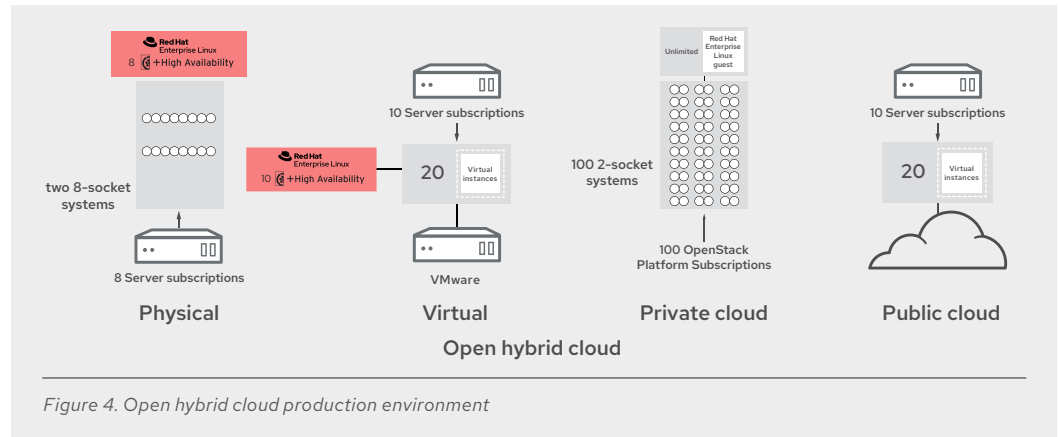 Red Hat
Enterprise Linux
8 +High Availability
two 8-socket
systems
8 Server subscriptions
Physical
10 Server subscriptions
Red Hat
Enterprise Linux
10 +High Availability
20
Virtual
instances
VMware
Virtual
Unlimited
Red Hat
Enterprise
Linux
guest
100 2-socket
systems
100 OpenStack
Platform Subscriptions
Private cloud
10 Server subscriptions
20
Virtual
instances
Public cloud
Open hybrid cloud
Figure 4. Open hybrid cloud production environment